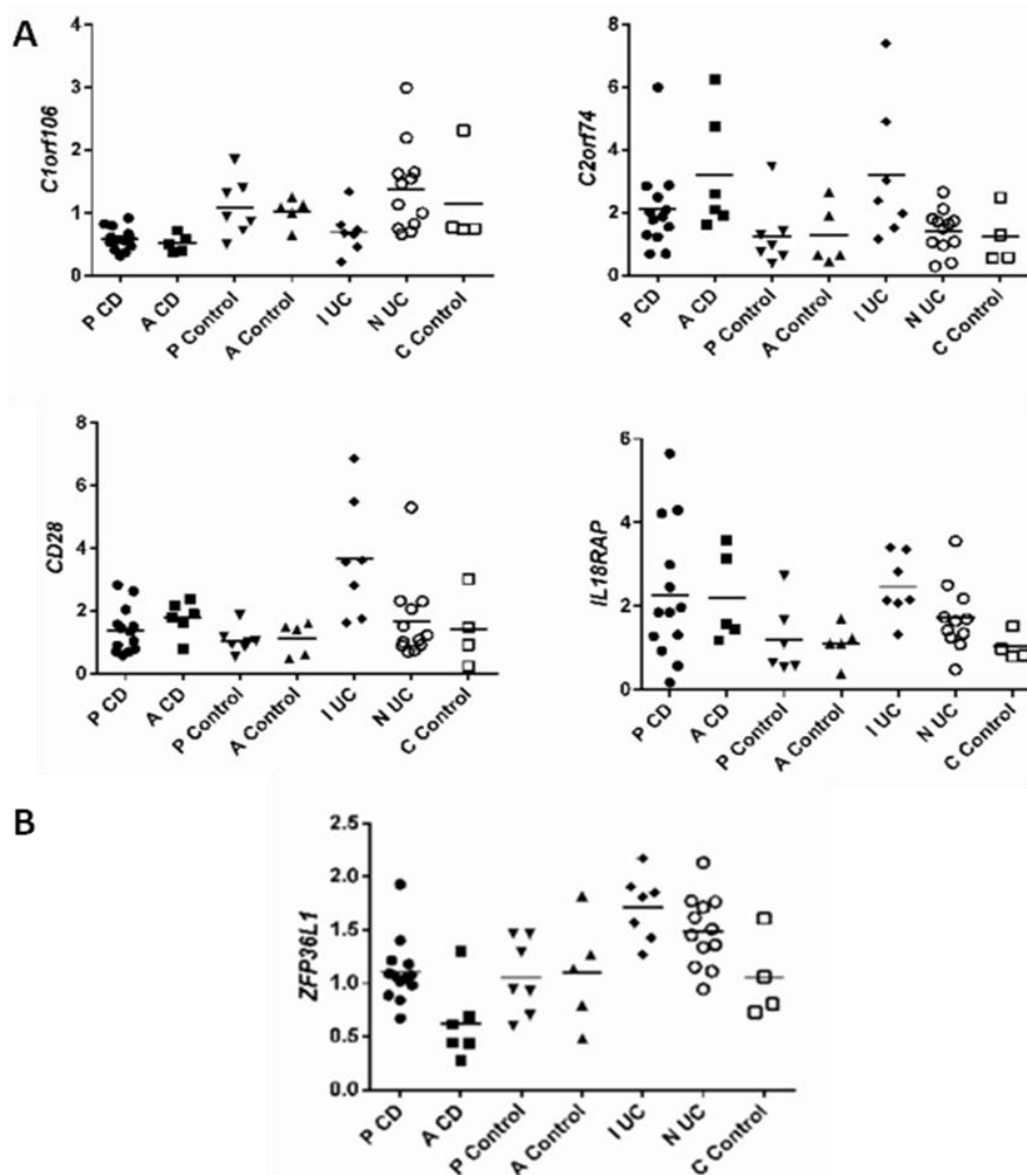 A
C1orf106
4
3
2
1
0
P CD
A CD
P Control
A Control
I UC
N UC
C Control
C2orf74
8
6
4
2
0
P CD
A CD
P Control
A Control
I UC
N UC
C Control
CD28
8
6
4
2
0
P CD
A CD
P Control
A Control
I UC
N UC
C Control
IL18RAP
6
4
2
0
P CD
A CD
P Control
A Control
I UC
N UC
C Control
B
ZFP36L1
2.5
2.0
1.5
1.0
0.5
0.0
P CD
A CD
P Control
A Control
I UC
N UC
C Control